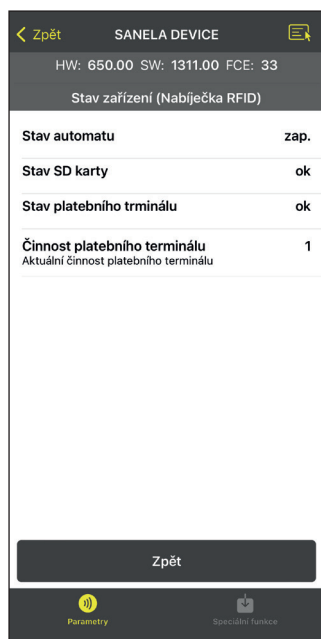 Zpět SANELA DEVICE
HW: 650.00 SW: 1311.00 FCE: 33
Stav zařízení (Nabíječka RFID)
Stav automatu zap.
Stav SD karty ok
Stav platebního trminálu ok
Činnost platebního terminálu 1
Aktuální činnost platebního terminálu
Zpět
Parametry Speciální funkce